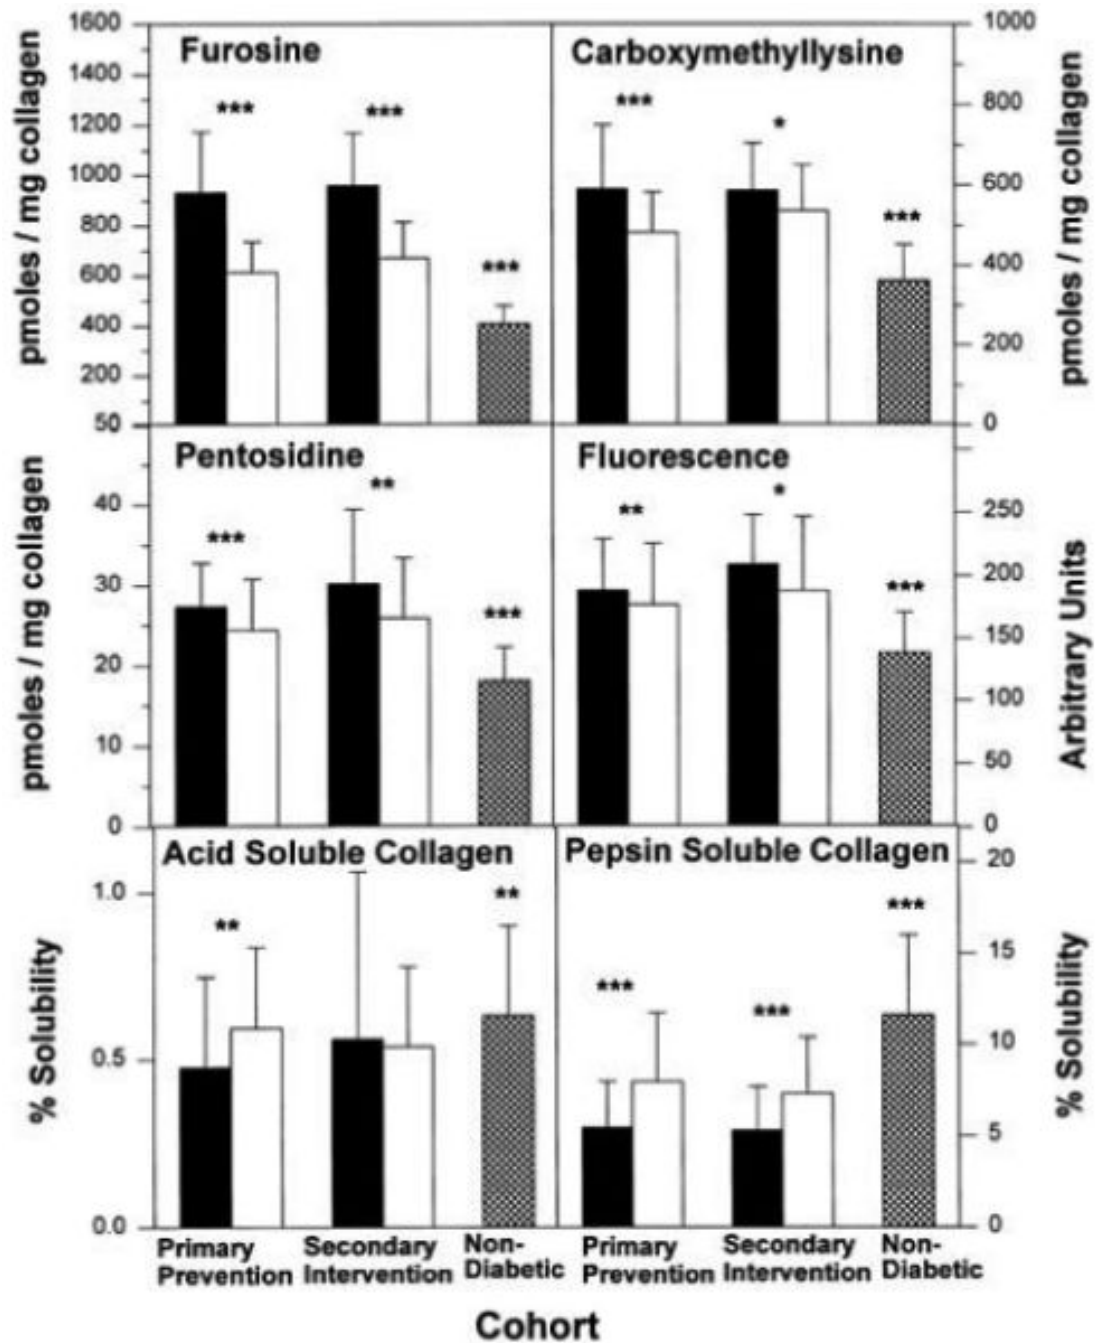 Furosine
Carboxymethyllysine
1600
1400
1200
1000
800
600
400
200
50
pmoles / mg collagen
***
***
***
***
*
***
1000
800
600
400
200
0
pmoles / mg collagen
Pentosidine
Fluorescence
40
30
20
10
0
pmoles / mg collagen
***
**
***
**
*
***
250
200
150
100
50
0
Arbitrary Units
Acid Soluble Collagen
Pepsin Soluble Collagen
1.0
0.5
0.0
% Solubility
**
**
***
***
***
20
15
10
5
0
% Solubility
Primary Prevention
Secondary Intervention
Non-Diabetic
Primary Prevention
Secondary Intervention
Non-Diabetic
Cohort